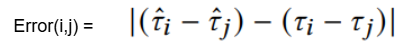 Error(i,j) = |(τ̂ᵢ − τ̂ⱼ) − (τᵢ − τⱼ)|